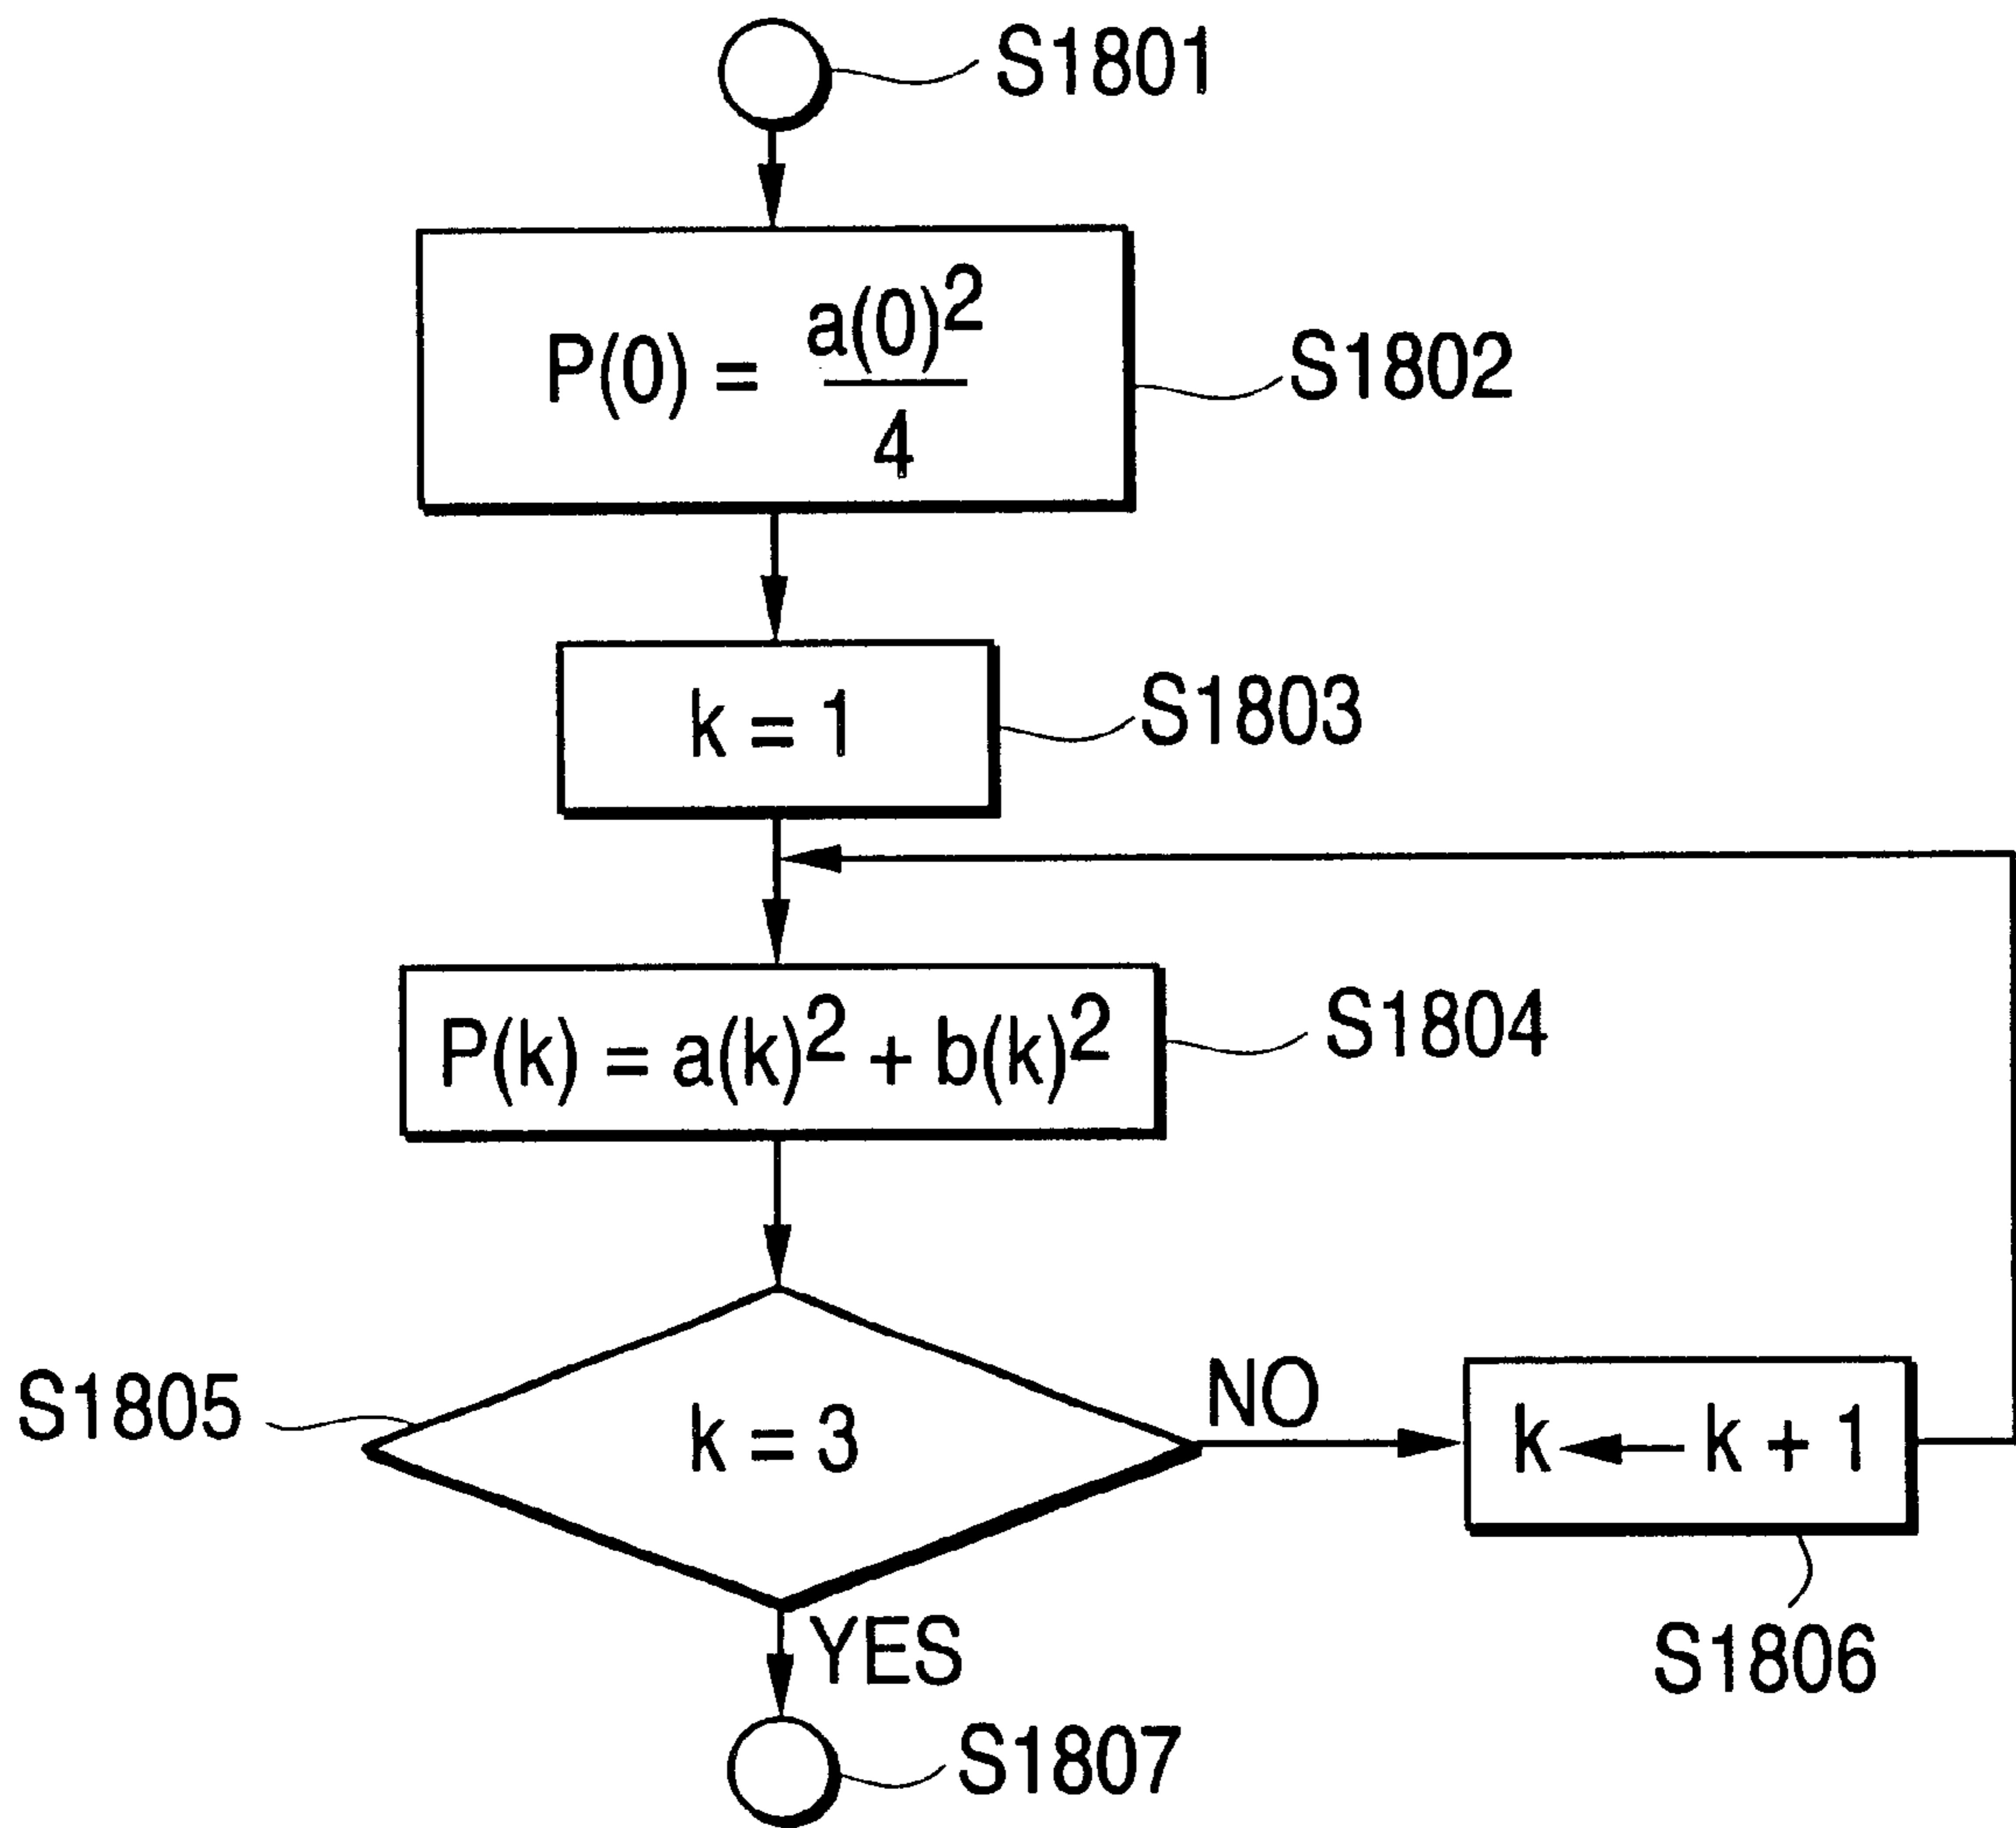 S1801
P(0) = a(0)²/4
S1802
k = 1
S1803
P(k) = a(k)² + b(k)²
S1804
S1805
k = 3
NO
k ← k + 1
S1806
YES
S1807